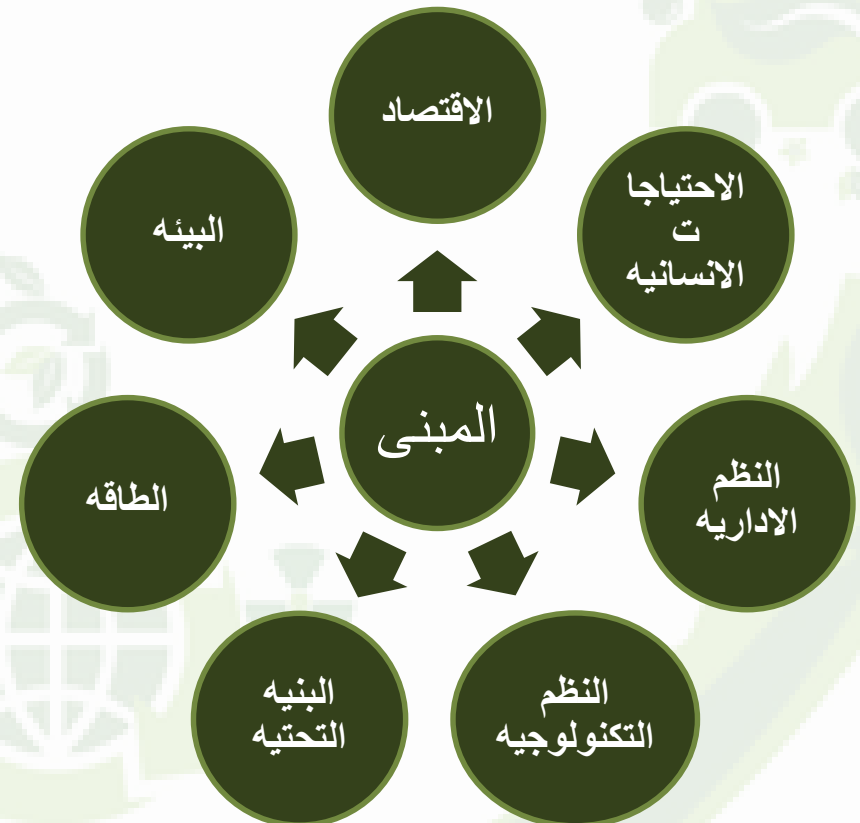 الاقتصاد
الاحتياجا
ت
الانسانيه
البيئه
المبنى
النظم
الاداريه
الطاقه
النظم
التكنولوجيه
البنيه
التحتيه